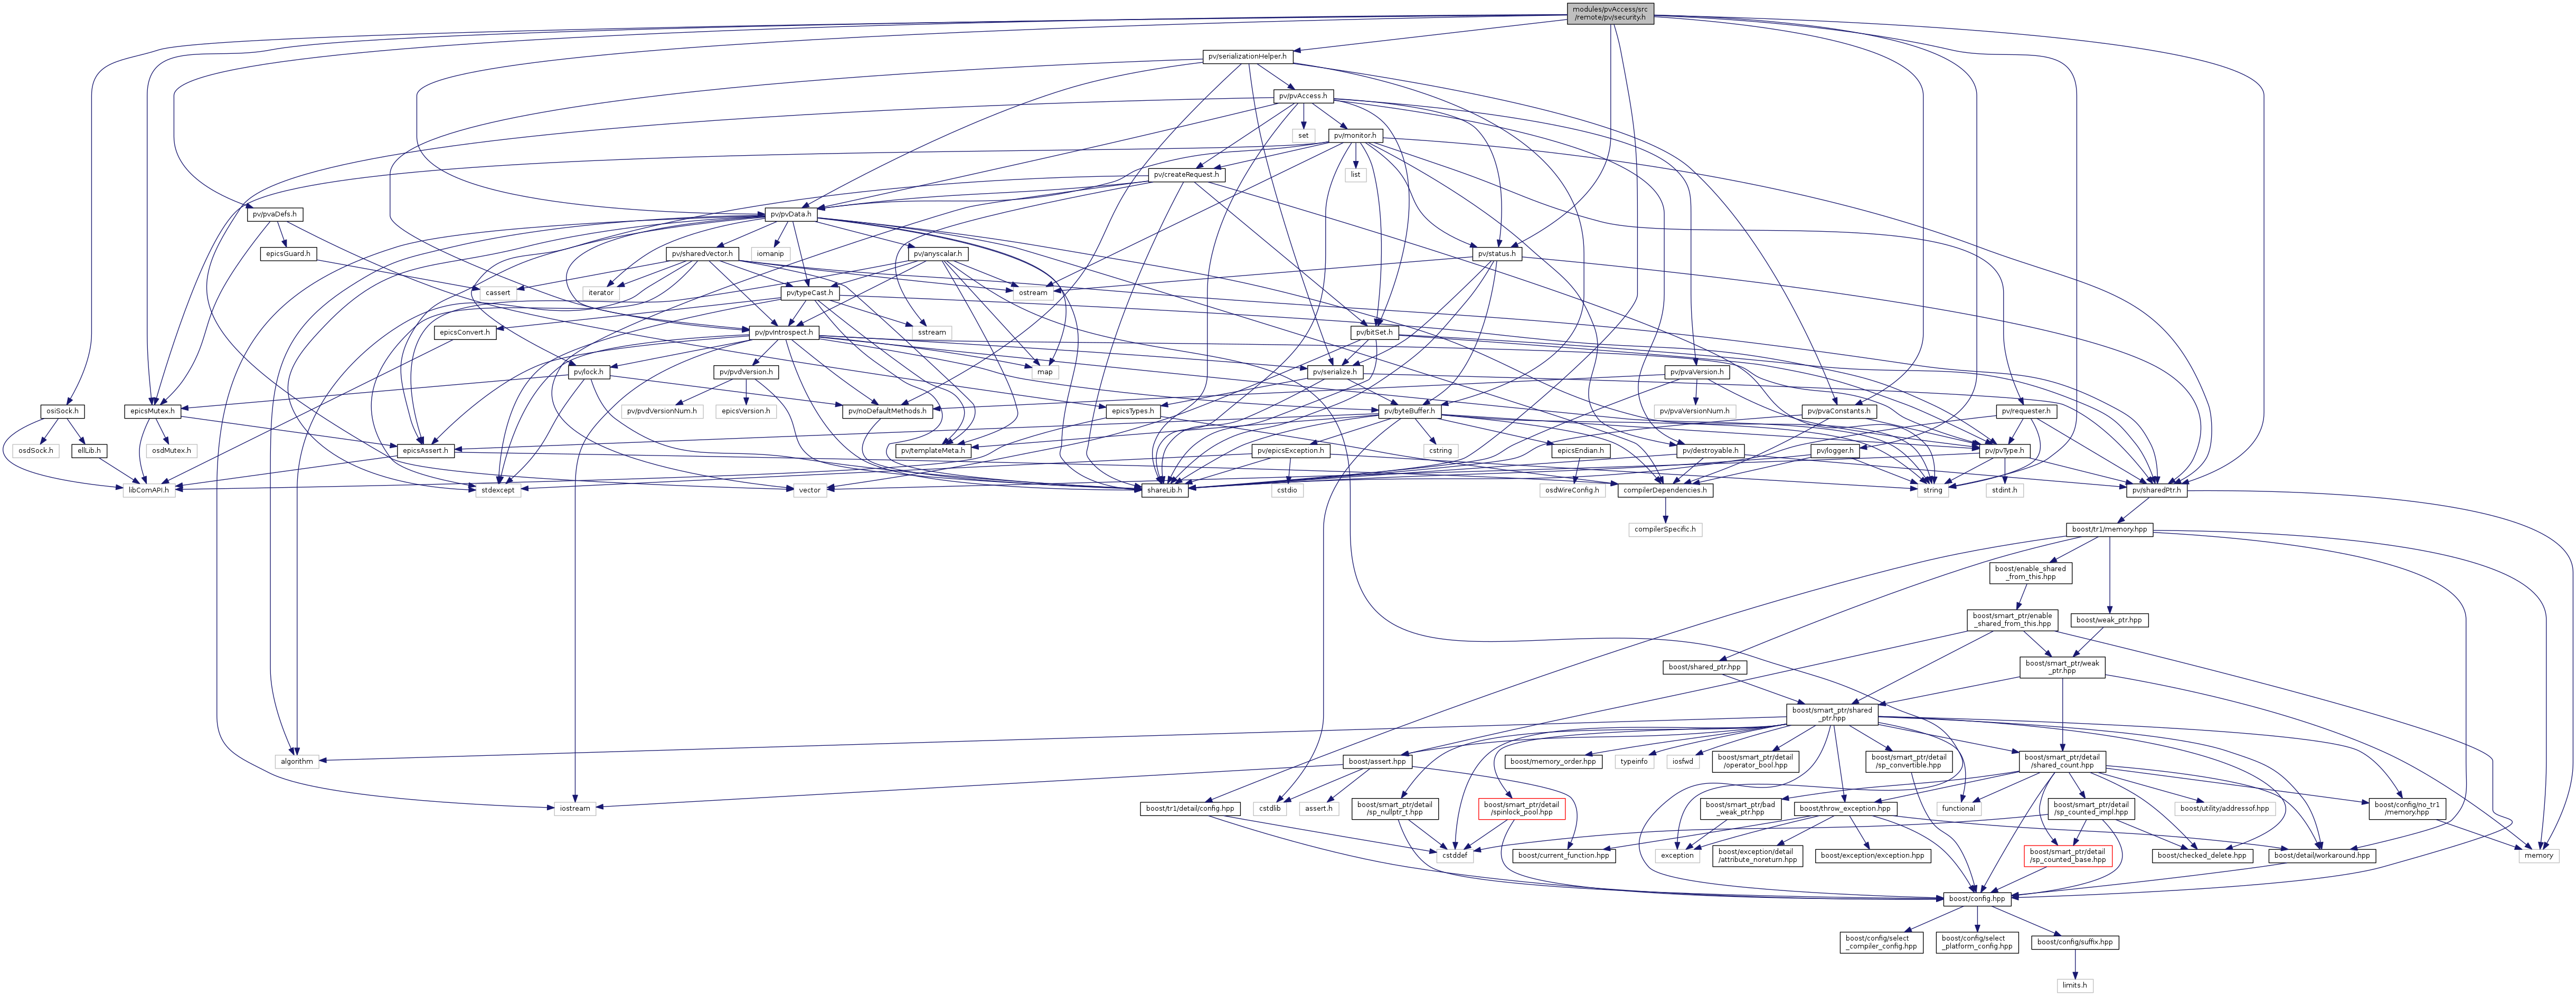 modules/pvAccess/src
/remote/pv/security.h
pv/serializationHelper.h
pv/pvAccess.h
set
pv/monitor.h
pv/createRequest.h
list
pv/pvaDefs.h
pv/pvData.h
epicsGuard.h
pv/sharedVector.h
iomanip
pv/anyscalar.h
pv/status.h
cassert
iterator
pv/typeCast.h
ostream
epicsConvert.h
pv/pvIntrospect.h
sstream
pv/bitSet.h
pv/lock.h
pv/pvdVersion.h
map
pv/serialize.h
pv/pvaVersion.h
osiSock.h
epicsMutex.h
pv/pvdVersionNum.h
epicsVersion.h
pv/noDefaultMethods.h
epicsTypes.h
pv/byteBuffer.h
pv/pvaVersionNum.h
pv/pvaConstants.h
pv/requester.h
osdSock.h
ellLib.h
osdMutex.h
epicsAssert.h
pv/templateMeta.h
pv/epicsException.h
cstring
epicsEndian.h
pv/destroyable.h
pv/logger.h
pv/pvType.h
libComAPI.h
stdexcept
vector
shareLib.h
cstdio
osdWireConfig.h
compilerDependencies.h
string
stdint.h
pv/sharedPtr.h
compilerSpecific.h
boost/tr1/memory.hpp
boost/enable_shared
_from_this.hpp
boost/smart_ptr/enable
_shared_from_this.hpp
boost/weak_ptr.hpp
boost/shared_ptr.hpp
boost/smart_ptr/weak
_ptr.hpp
boost/smart_ptr/shared
_ptr.hpp
algorithm
boost/assert.hpp
boost/memory_order.hpp
typeinfo
iosfwd
boost/smart_ptr/detail
/operator_bool.hpp
boost/smart_ptr/detail
/sp_convertible.hpp
boost/smart_ptr/detail
/shared_count.hpp
iostream
boost/tr1/detail/config.hpp
cstdlib
assert.h
boost/smart_ptr/detail
/sp_nullptr_t.hpp
boost/smart_ptr/detail
/spinlock_pool.hpp
boost/smart_ptr/bad
_weak_ptr.hpp
boost/throw_exception.hpp
functional
boost/smart_ptr/detail
/sp_counted_impl.hpp
boost/utility/addressof.hpp
boost/config/no_tr1
/memory.hpp
cstddef
boost/current_function.hpp
exception
boost/exception/detail
/attribute_noreturn.hpp
boost/exception/exception.hpp
boost/smart_ptr/detail
/sp_counted_base.hpp
boost/checked_delete.hpp
boost/detail/workaround.hpp
memory
boost/config.hpp
boost/config/select
_compiler_config.hpp
boost/config/select
_platform_config.hpp
boost/config/suffix.hpp
limits.h